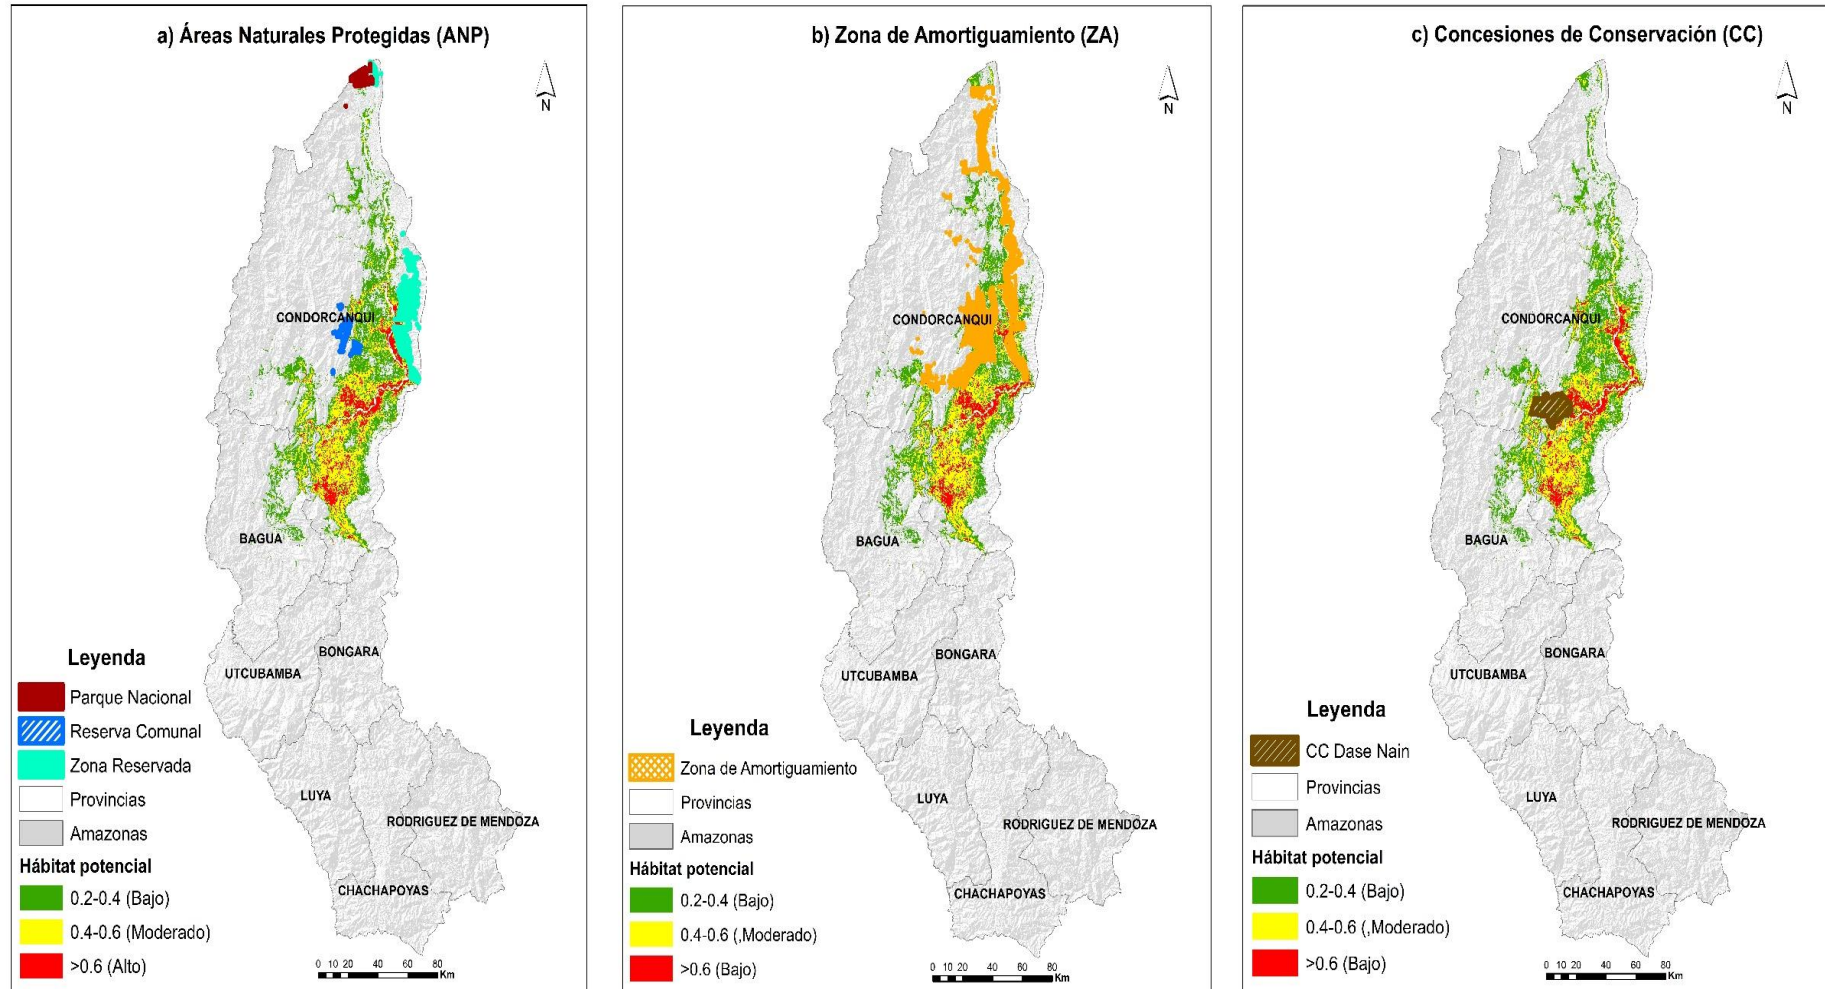 a) Áreas Naturales Protegidas (ANP)
N
CONDORCANQUI
BAGUA
BONGARA
UTCUBAMBA
LUYA
RODRIGUEZ DE MENDOZA
CHACHAPOYAS
Leyenda
Parque Nacional
Reserva Comunal
Zona Reservada
Provincias
Amazonas
Hábitat potencial
0.2-0.4 (Bajo)
0.4-0.6 (Moderado)
>0.6 (Alto)
0 10 20 40 60 80
Km
b) Zona de Amortiguamiento (ZA)
N
CONDORCANQUI
BAGUA
BONGARA
UTCUBAMBA
LUYA
RODRIGUEZ DE MENDOZA
CHACHAPOYAS
Leyenda
Zona de Amortiguamiento
Provincias
Amazonas
Hábitat potencial
0.2-0.4 (Bajo)
0.4-0.6 (,Moderado)
>0.6 (Bajo)
0 10 20 40 60 80
Km
c) Concesiones de Conservación (CC)
N
CONDORCANQUI
BAGUA
BONGARA
UTCUBAMBA
LUYA
RODRIGUEZ DE MENDOZA
CHACHAPOYAS
Leyenda
CC Dase Nain
Provincias
Amazonas
Hábitat potencial
0.2-0.4 (Bajo)
0.4-0.6 (,Moderado)
>0.6 (Bajo)
0 10 20 40 60 80
Km